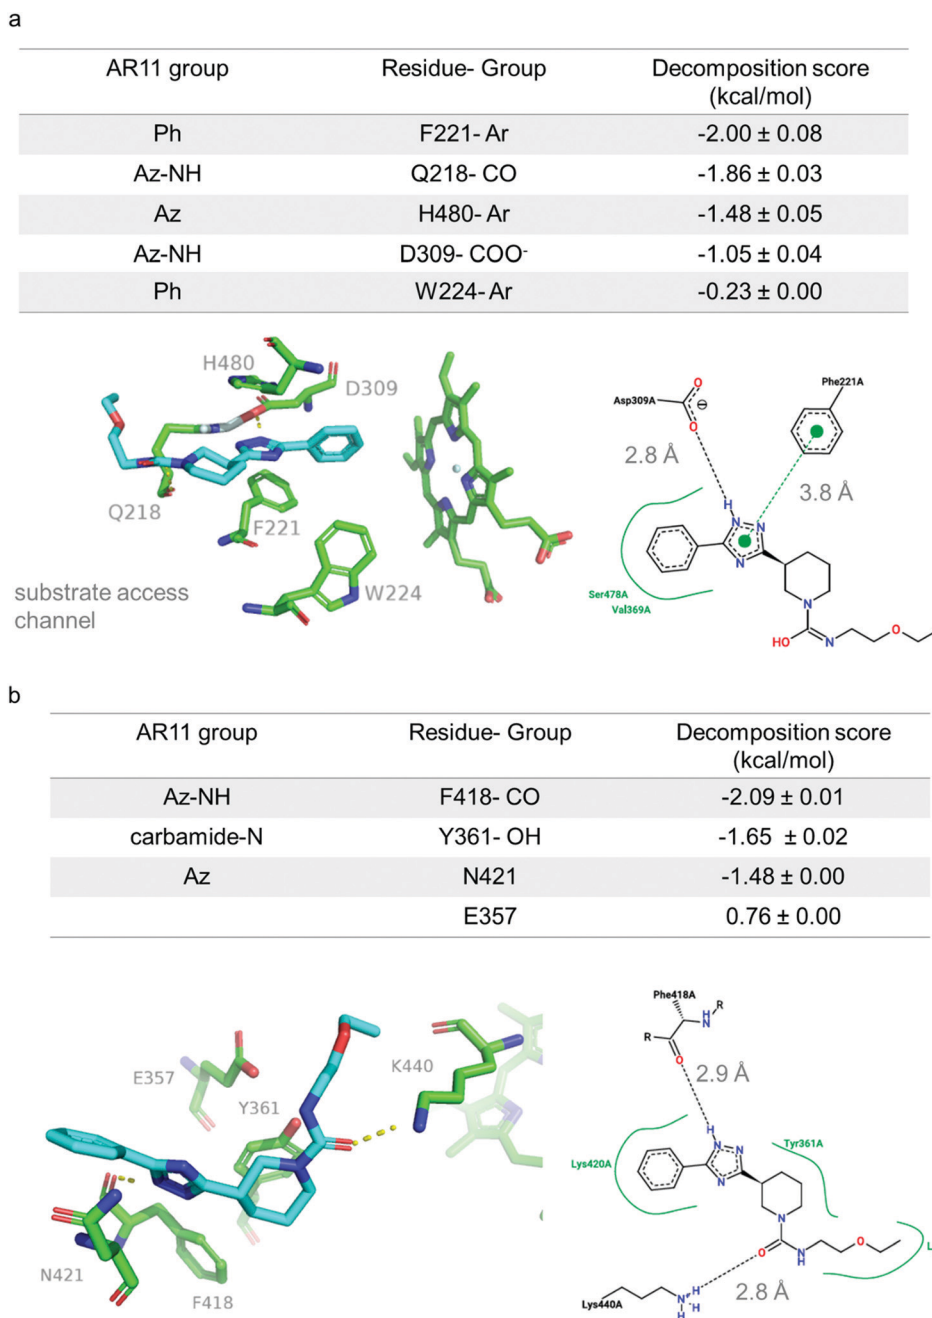 a
AR11 group Residue- Group Decomposition score
(kcal/mol)
Ph F221- Ar -2.00 ± 0.08
Az-NH Q218- CO -1.86 ± 0.03
Az H480- Ar -1.48 ± 0.05
Az-NH D309- COO-  -1.05 ± 0.04
Ph W224- Ar -0.23 ± 0.00
H480
D309
Q218
F221
W224
substrate access
channel
Asp309A
O
O
⊖
Phe221A
2.8 Å
3.8 Å
H
N
N
N
Ser478A
Val369A
N
HO
N
O
b
AR11 group Residue- Group Decomposition score
(kcal/mol)
Az-NH F418- CO -2.09 ± 0.01
carbamide-N Y361- OH -1.65 ± 0.02
Az N421 -1.48 ± 0.00
E357 0.76 ± 0.00
E357
Y361
K440
N421
F418
Phe418A
R
N
H
R
O
2.9 Å
H
N
N
N
Lys420A
Tyr361A
N
O
N
H
O
L
Lys440A
N
H
H
H
+
2.8 Å